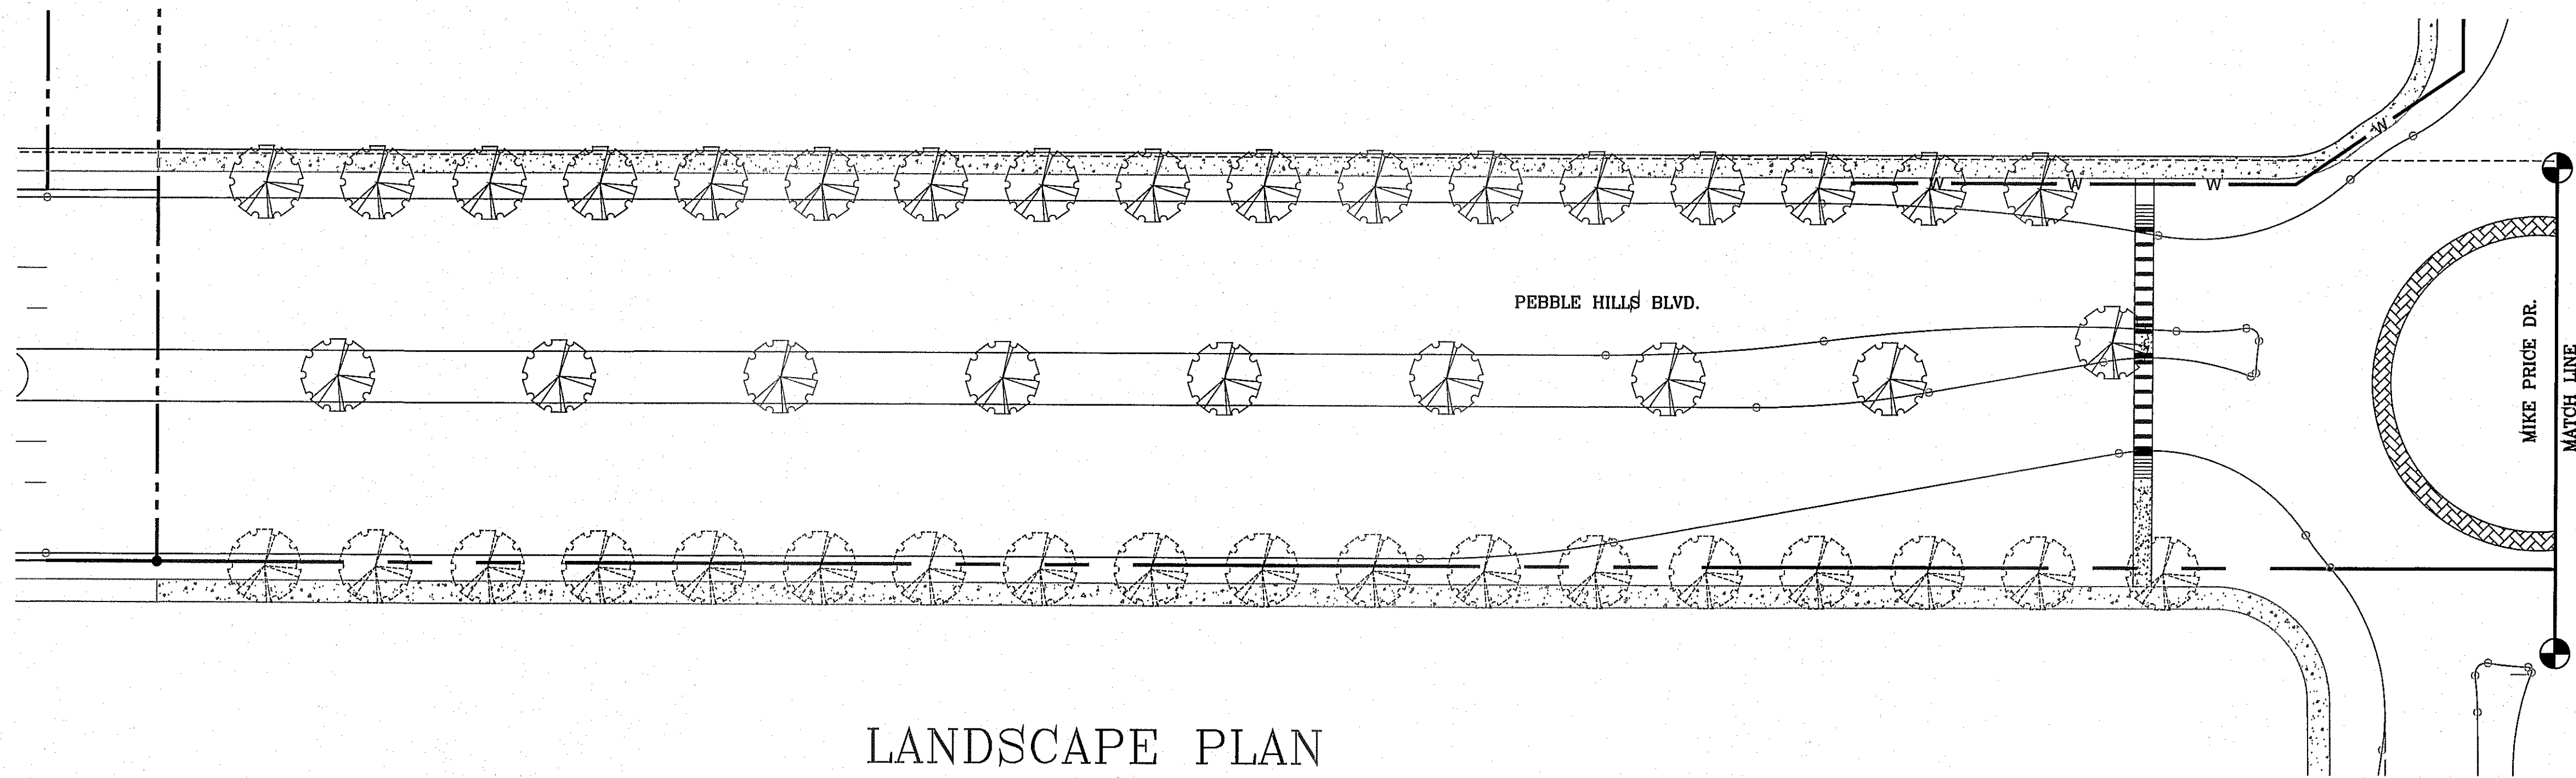 W
W W W
PEBBLE HILLS BLVD.
MIKE PRICE DR.
MATCH LINE
LANDSCAPE PLAN